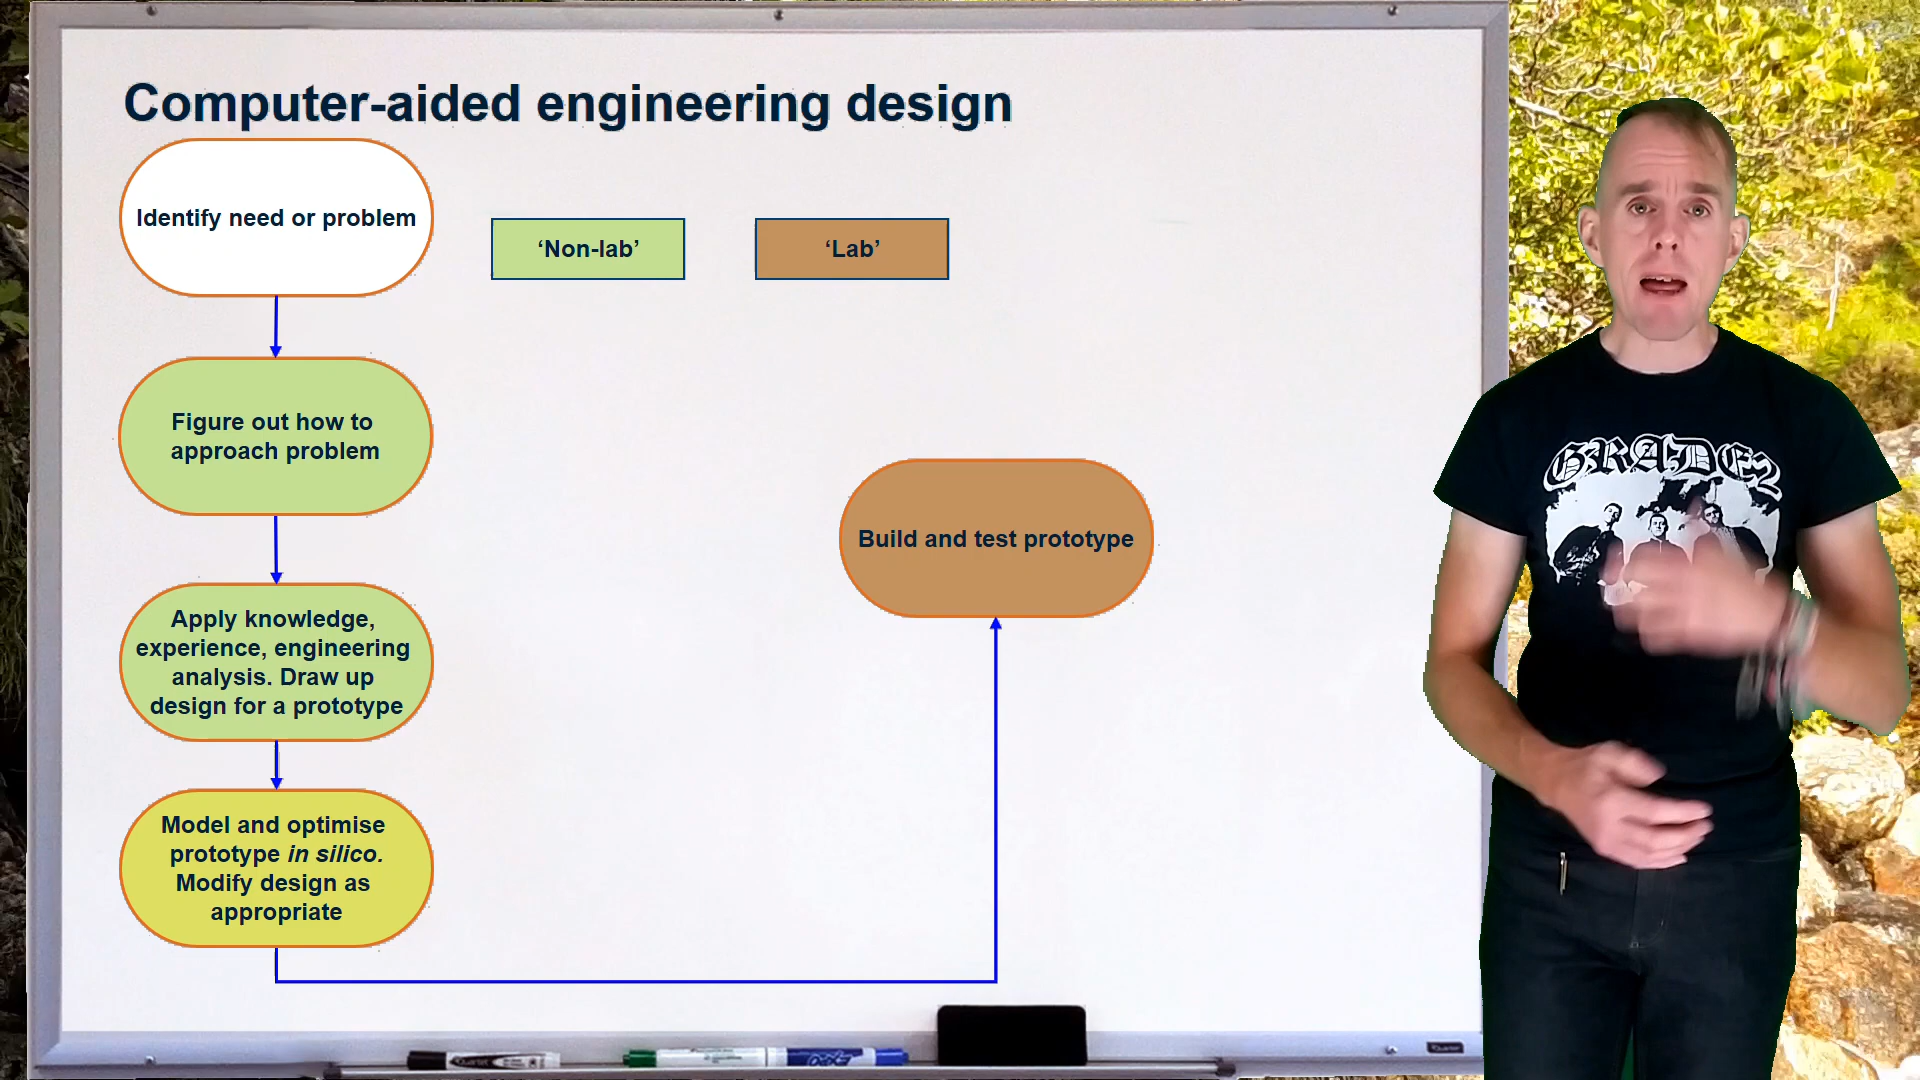 Computer-aided engineering design
Identify need or problem
‘Non-lab’
‘Lab’
Figure out how to
approach problem
Apply knowledge,
experience, engineering
analysis. Draw up
design for a prototype
Model and optimise
prototype in silico.
Modify design as
appropriate
Build and test prototype
GRADE2